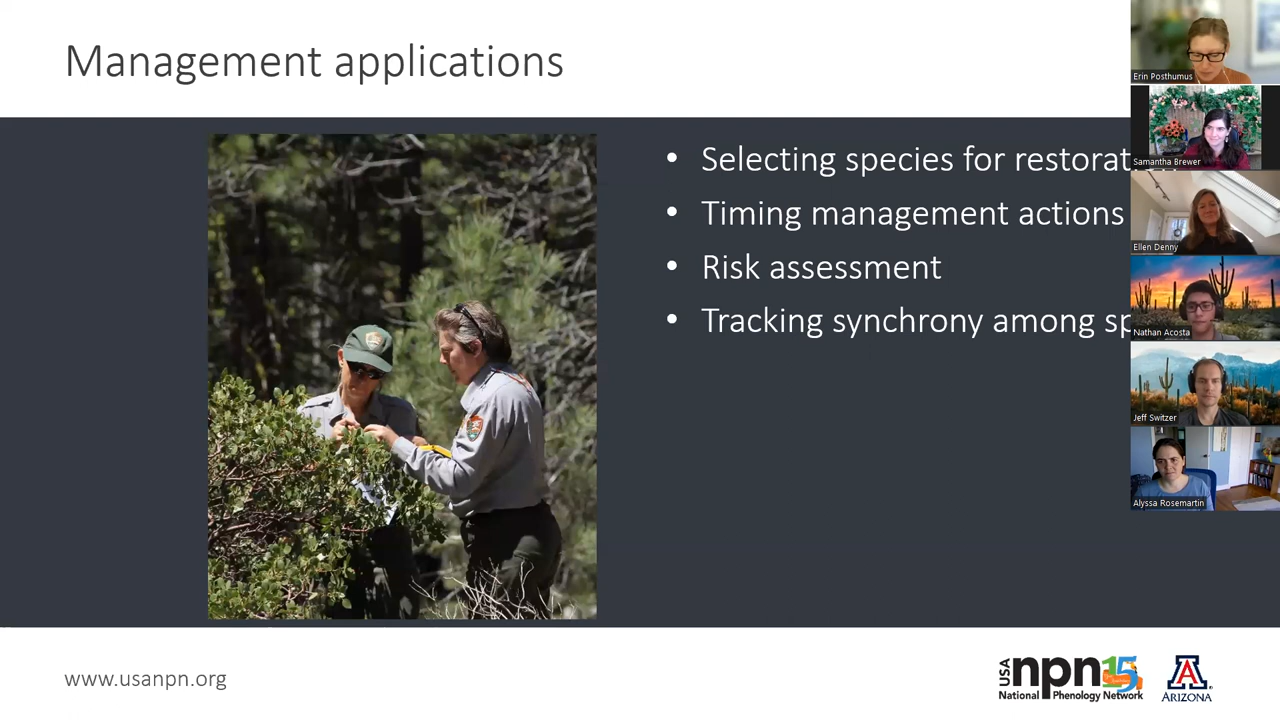 Management applications
• Selecting species for restorat
• Timing management actions
• Risk assessment
• Tracking synchrony among sp
Erin Posthumus
Samantha Brewer
Ellen Denny
Nathan Acosta
Jeff Switzer
Alyssa Rosemartin
www.usanpn.org
USA npn 15
National Phenology Network
A
ARIZONA